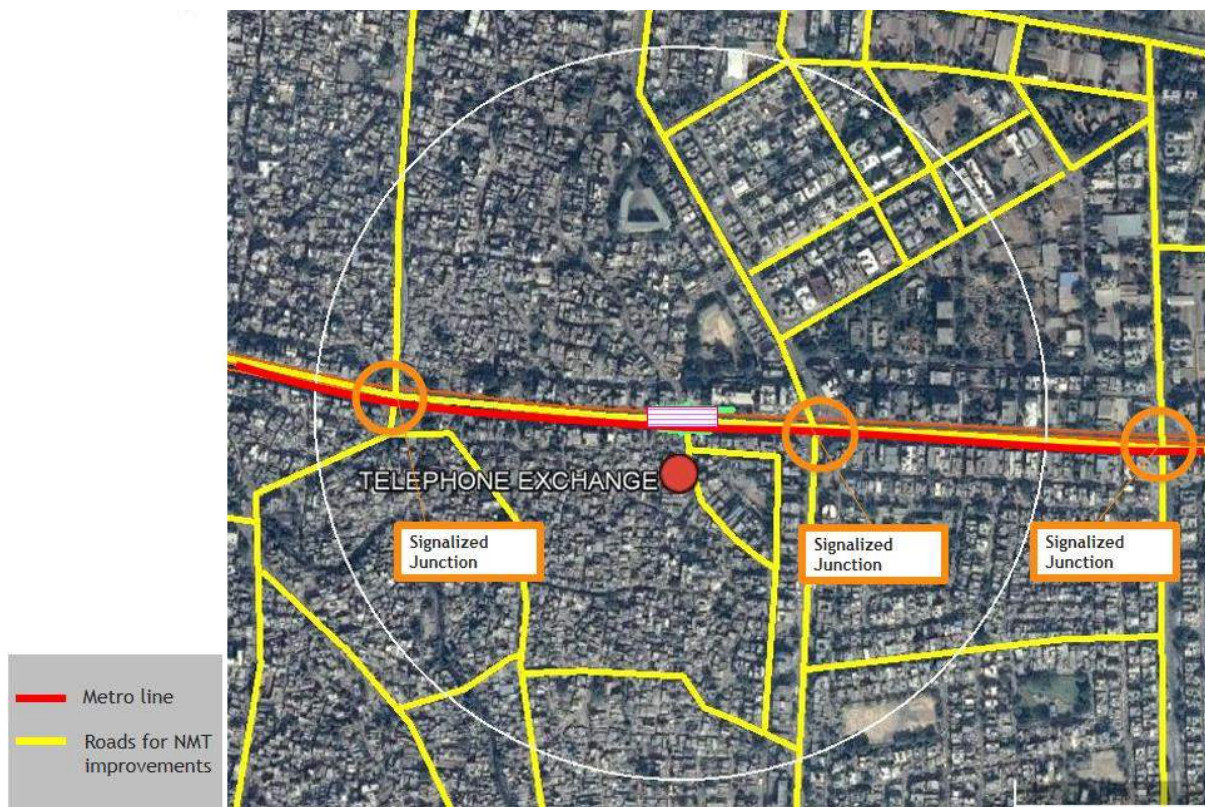 TELEPHONE EXCHANGE
Signalized
Junction
Signalized
Junction
Signalized
Junction
Metro line
Roads for NMT
improvements